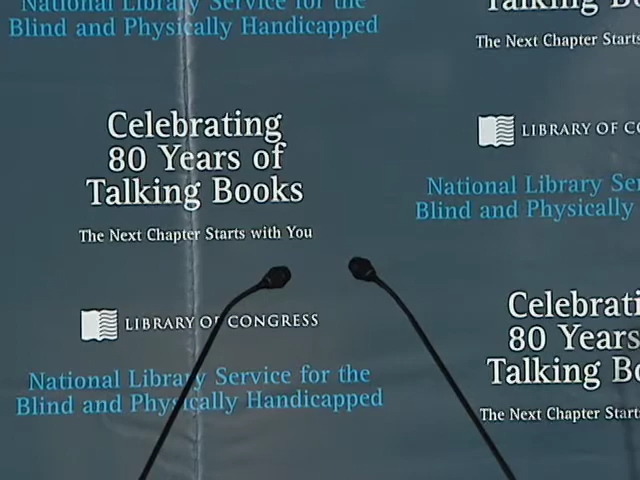 National Library Service for the
Blind and Physically Handicapped
Celebrating
80 Years of
Talking Books
The Next Chapter Starts with You
LIBRARY OF CONGRESS
National Library Service for the
Blind and Physically Handicapped
Talking B
The Next Chapter Starts
LIBRARY OF CO
National Library Ser
Blind and Physically
Celebrati
80 Years
Talking Bo
The Next Chapter Starts